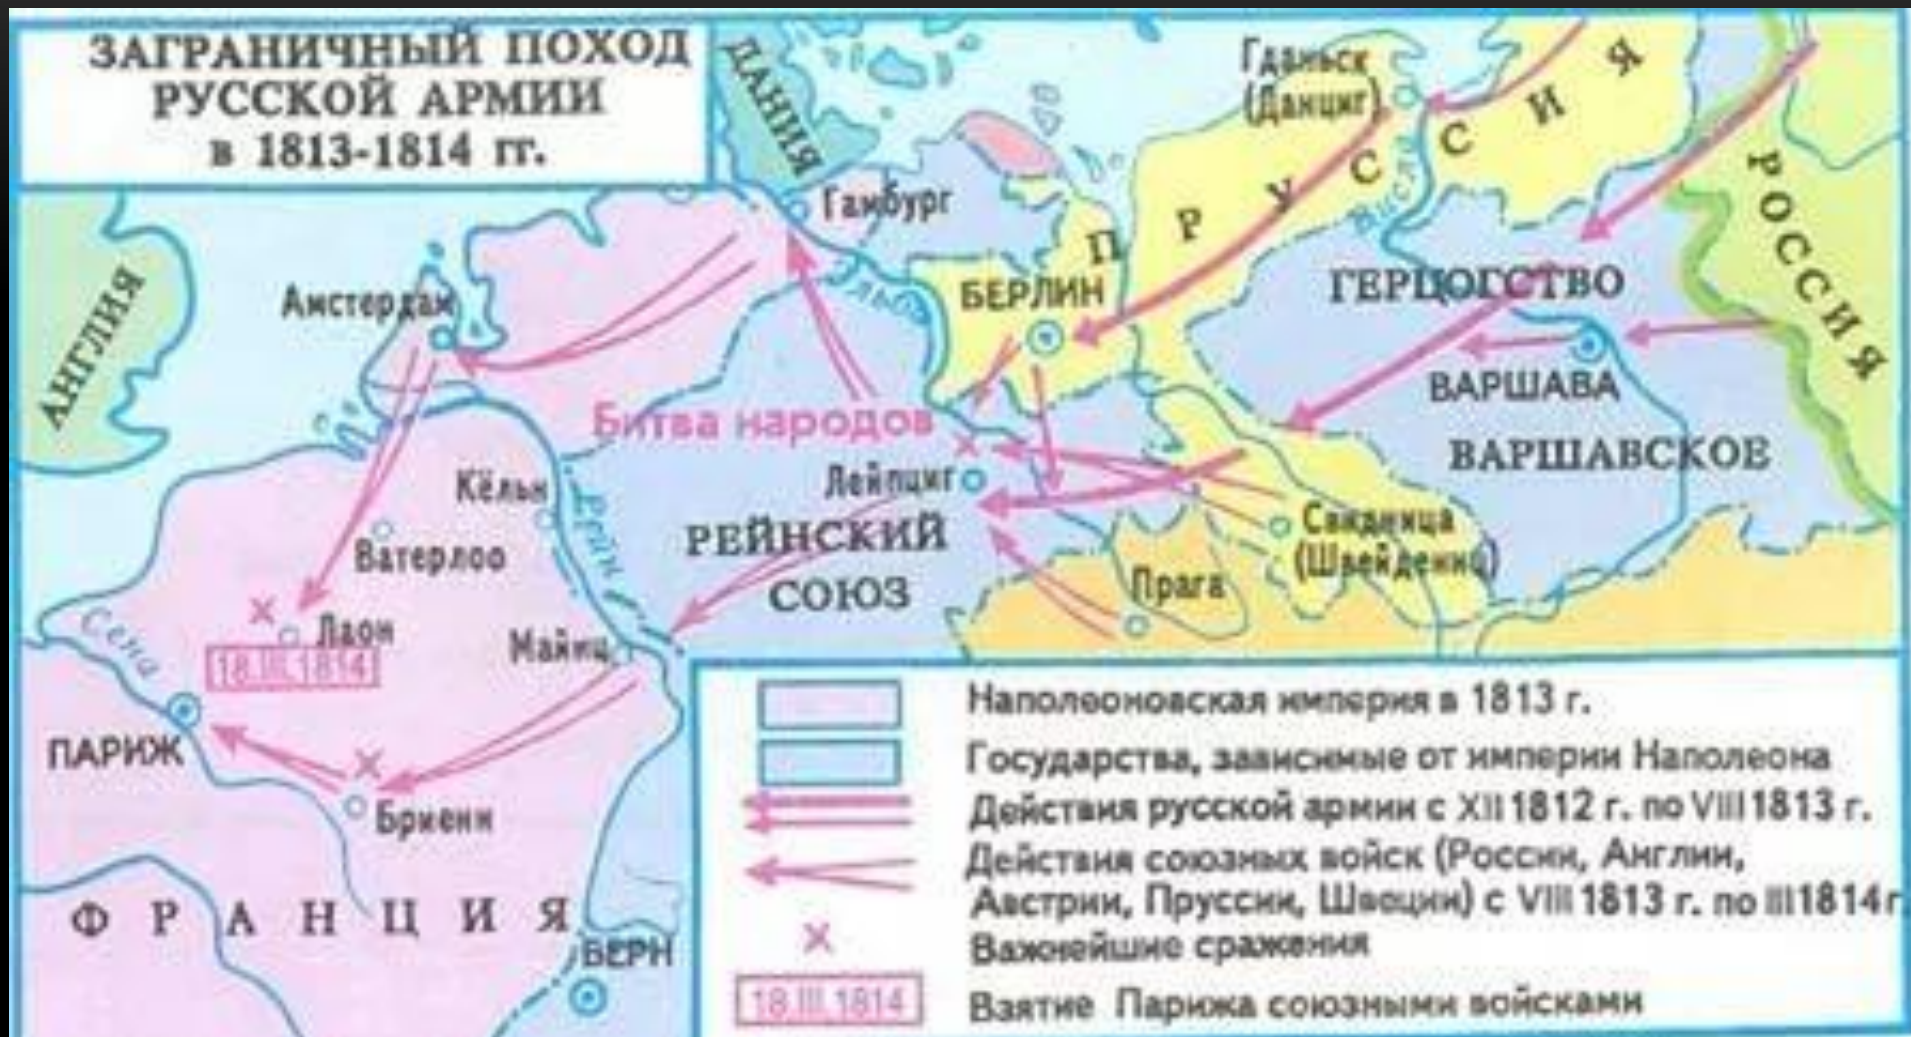 ЗАГРАНИЧНЫЙ ПОХОД
РУССКОЙ АРМИИ
в 1813-1814 гг.
ДАНИЯ
Гданьск
(Данциг)
ПРУССИЯ
Висла
РОССИЯ
Гамбург
Эльба
АНГЛИЯ
Амстердам
БЕРЛИН
ГЕРЦОГСТВО
ВАРШАВА
ВАРШАВСКОЕ
Битва народов
Лейпциг
Кёльн
Рейн
РЕЙНСКИЙ
СОЮЗ
Свидница
(Швейдениц)
Прага
Ватерлоо
Сена
Лаон
18.III.1814
Майнц
ПАРИЖ
Бриенн
ФРАНЦИЯ
БЕРН
Наполеоновская империя в 1813 г.
Государства, зависимые от империи Наполеона
Действия русской армии с XII 1812 г. по VIII 1813 г.
Действия союзных войск (России, Англии,
Австрии, Пруссии, Швеции) с VIII 1813 г. по III 1814 г
Важнейшие сражения
18.III.1814
Взятие Парижа союзными войсками